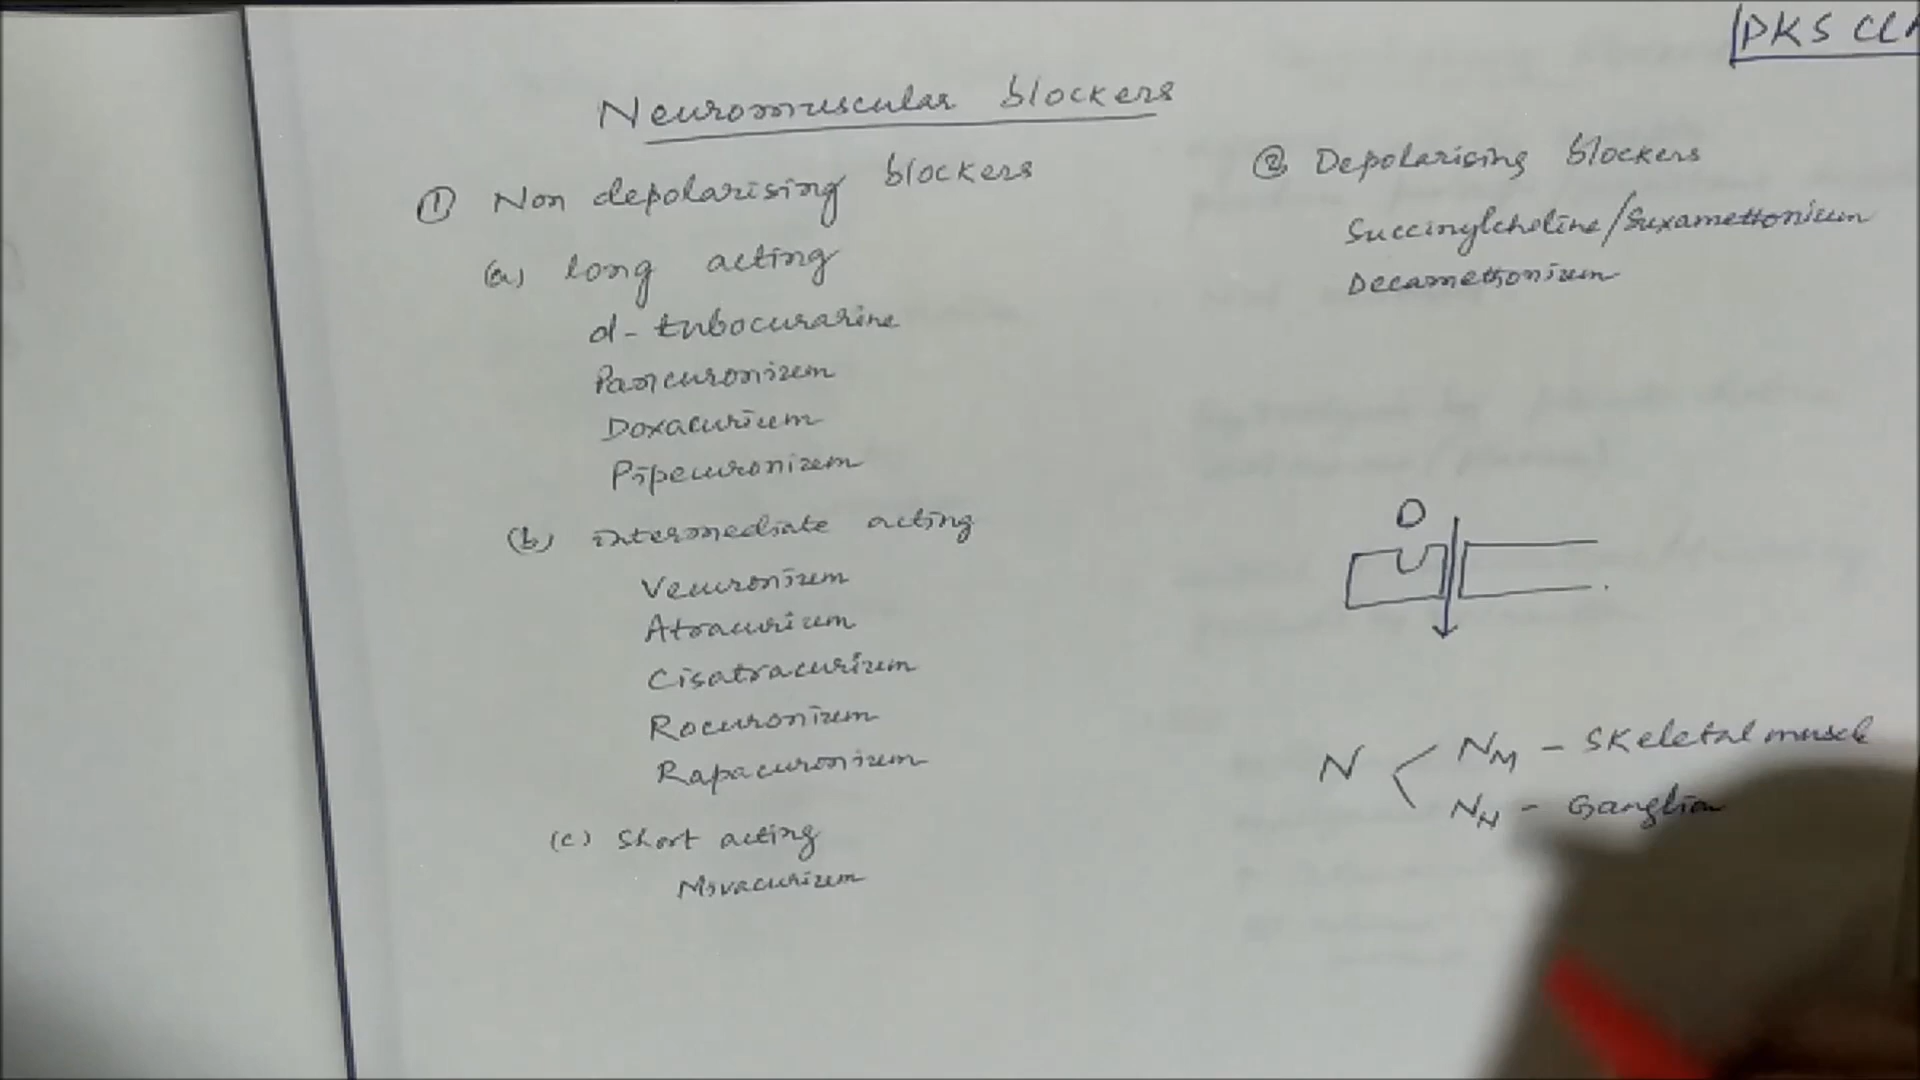 PKS CLA
Neuromuscular blockers
① Non depolarising blockers
(a) long acting
d-tubocurarine
Pancuronium
Doxacurium
Pipecuronium
(b) intermediate acting
Vecuronium
Atracurium
Cisatracurium
Rocuronium
Rapacuronium
(c) Short acting
Mivacurium
② Depolarising blockers
Succinylcholine/Suxamethonium
Decamethonium
N < NM - Skeletal muscle
NN - Ganglion